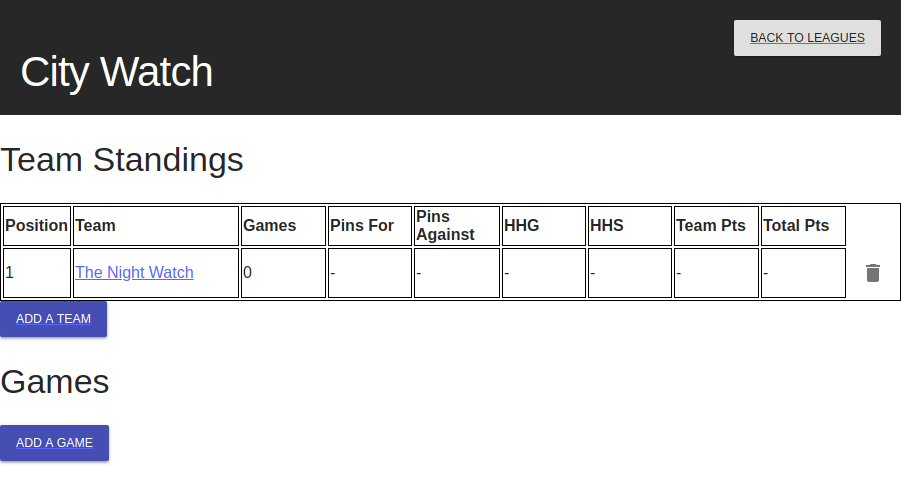 BACK TO LEAGUES
City Watch
Team Standings
Position Team Games Pins For Pins Against HHG HHS Team Pts Total Pts
1 The Night Watch 0 - - - - - -
ADD A TEAM
Games
ADD A GAME